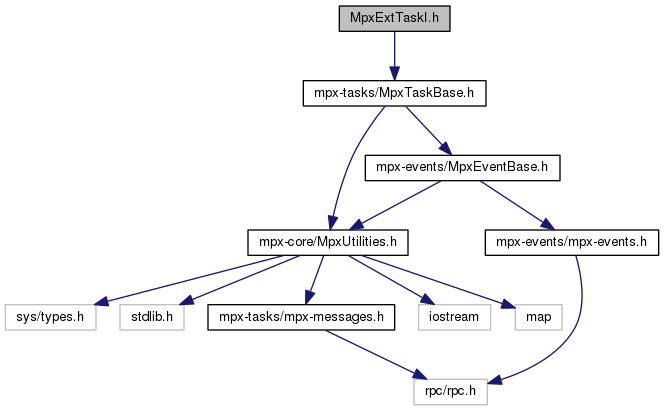 MpxExtTaskI.h
mpx-tasks/MpxTaskBase.h
mpx-events/MpxEventBase.h
mpx-core/MpxUtilities.h
mpx-events/mpx-events.h
sys/types.h
stdlib.h
mpx-tasks/mpx-messages.h
iostream
map
rpc/rpc.h